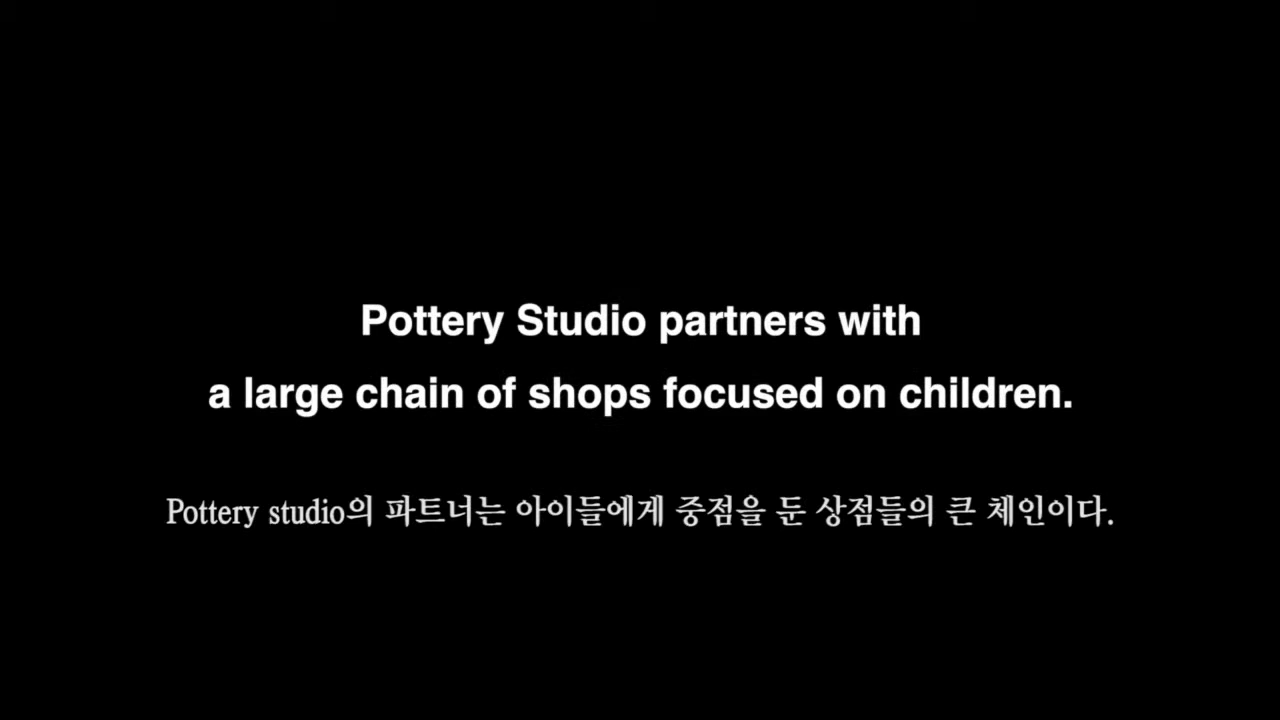 Pottery Studio partners with
a large chain of shops focused on children.
Pottery studio의 파트너는 아이들에게 중점을 둔 상점들의 큰 체인이다.